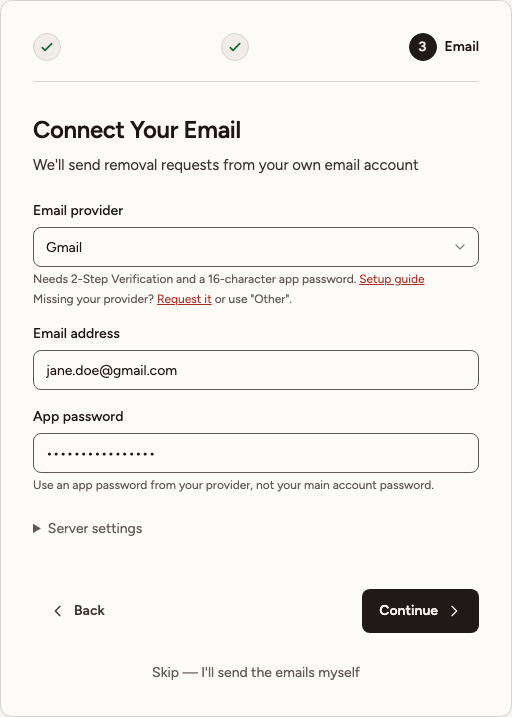 3 Email
Connect Your Email
We'll send removal requests from your own email account
Email provider
Gmail
Needs 2-Step Verification and a 16-character app password. Setup guide
Missing your provider? Request it or use "Other".
Email address
jane.doe@gmail.com
App password
••••••••••••••••
Use an app password from your provider, not your main account password.
Server settings
Back
Continue
Skip — I'll send the emails myself